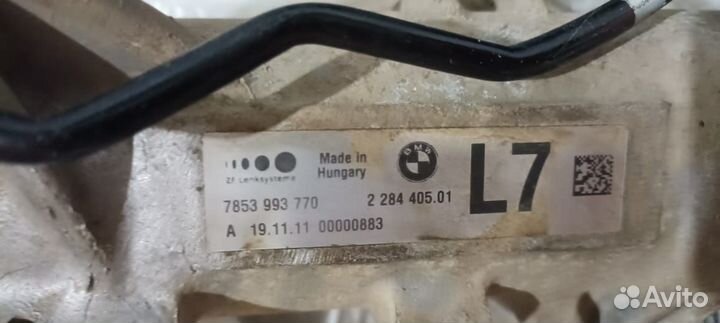 ZF Lenksysteme
Made in
Hungary
BMW
7853 993 770
2 284 405.01
L7
A 19.11.11 00000883
Avito